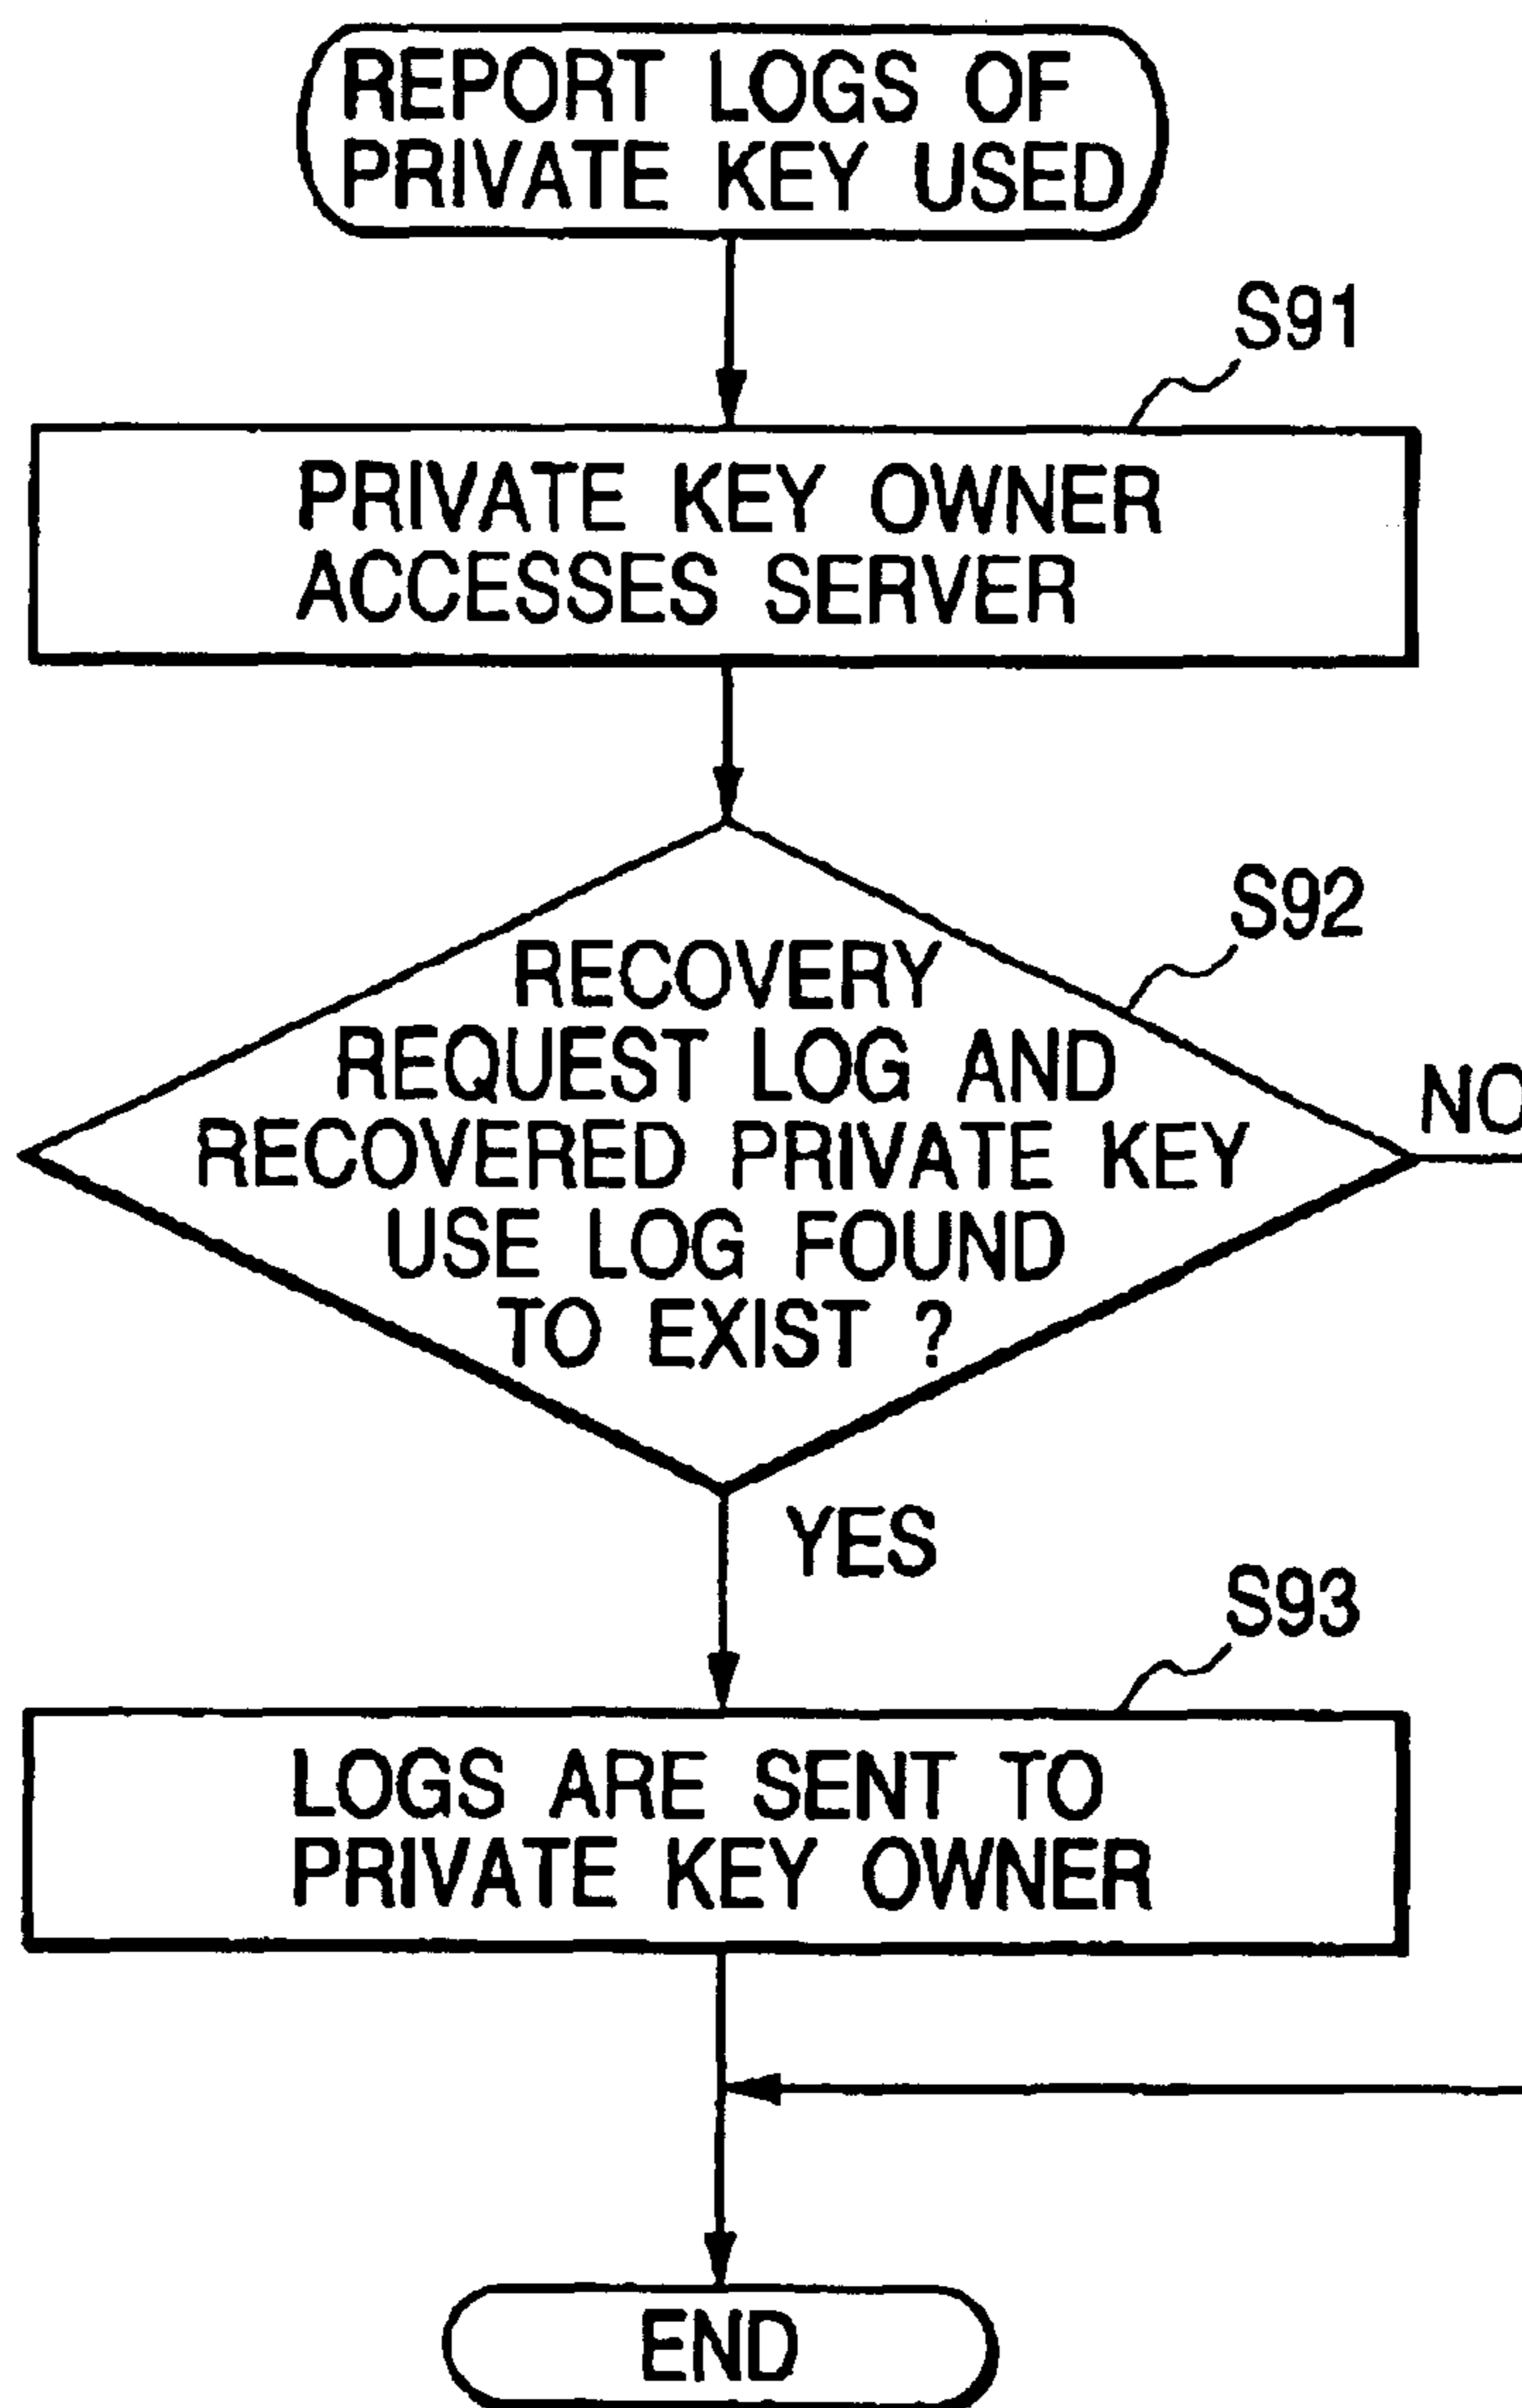 REPORT LOGS OF
PRIVATE KEY USED
S91
PRIVATE KEY OWNER
ACCESSES SERVER
S92
RECOVERY
REQUEST LOG AND
RECOVERED PRIVATE KEY
USE LOG FOUND
TO EXIST ?
NO
YES
S93
LOGS ARE SENT TO
PRIVATE KEY OWNER
END